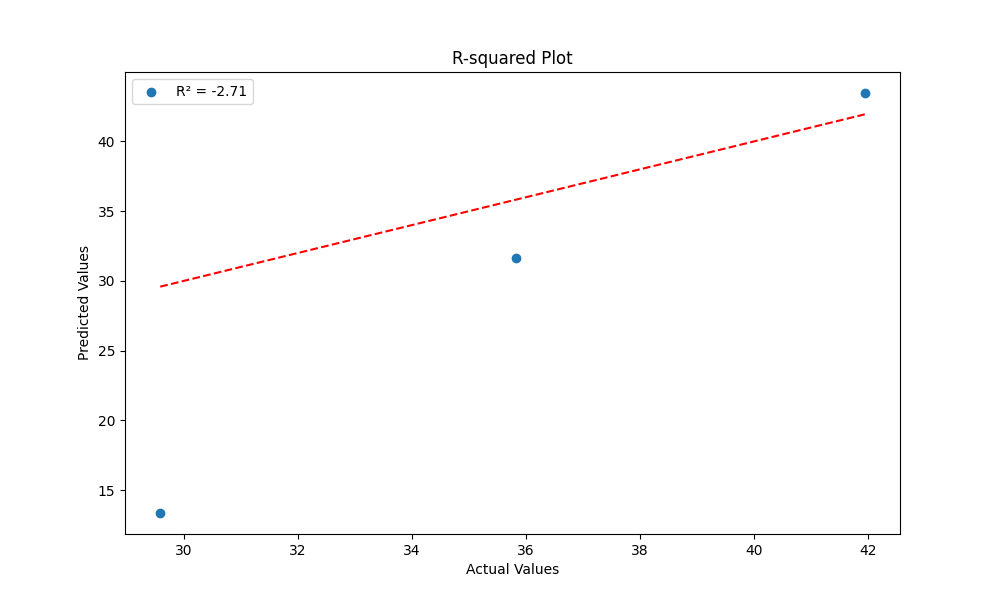 R-squared Plot
R² = -2.71
40
35
30
25
20
15
Predicted Values
30 32 34 36 38 40 42
Actual Values